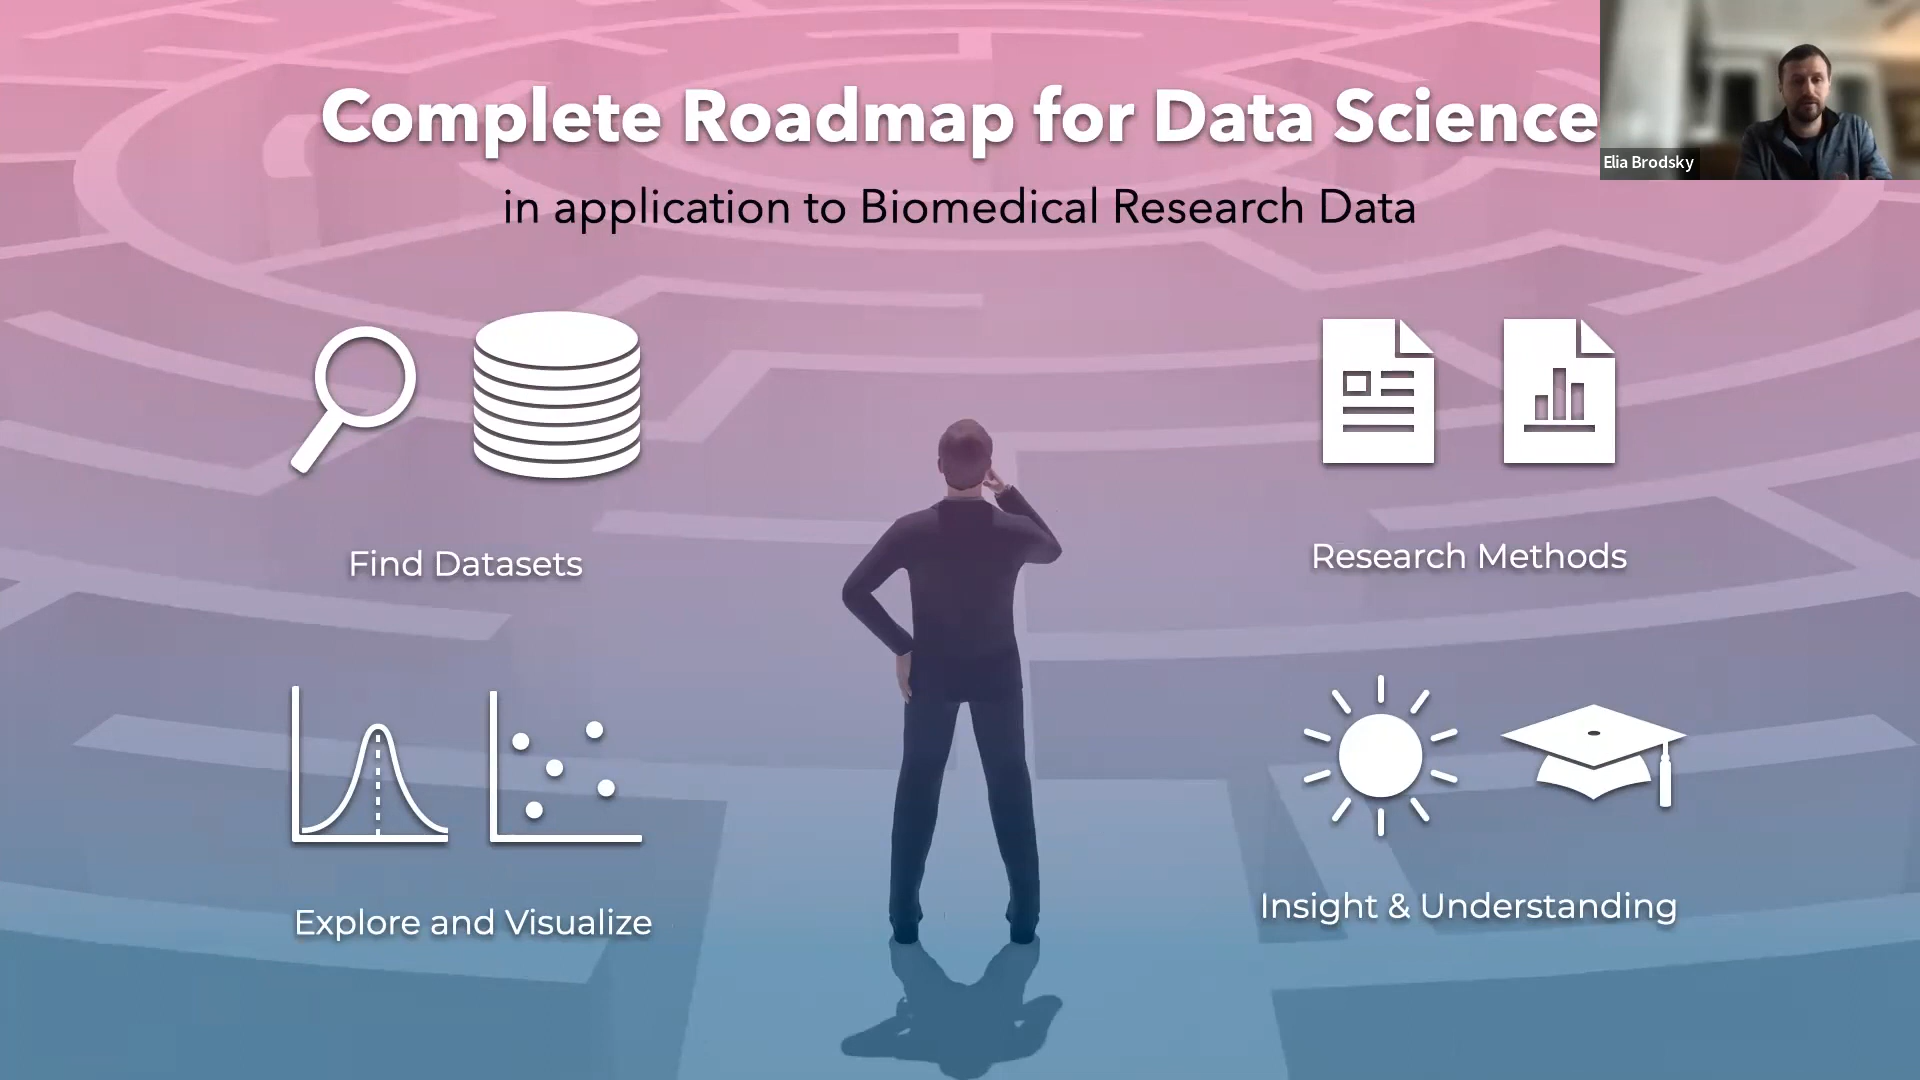 Complete Roadmap for Data Science
in application to Biomedical Research Data
Elia Brodsky
Find Datasets
Research Methods
Explore and Visualize
Insight & Understanding